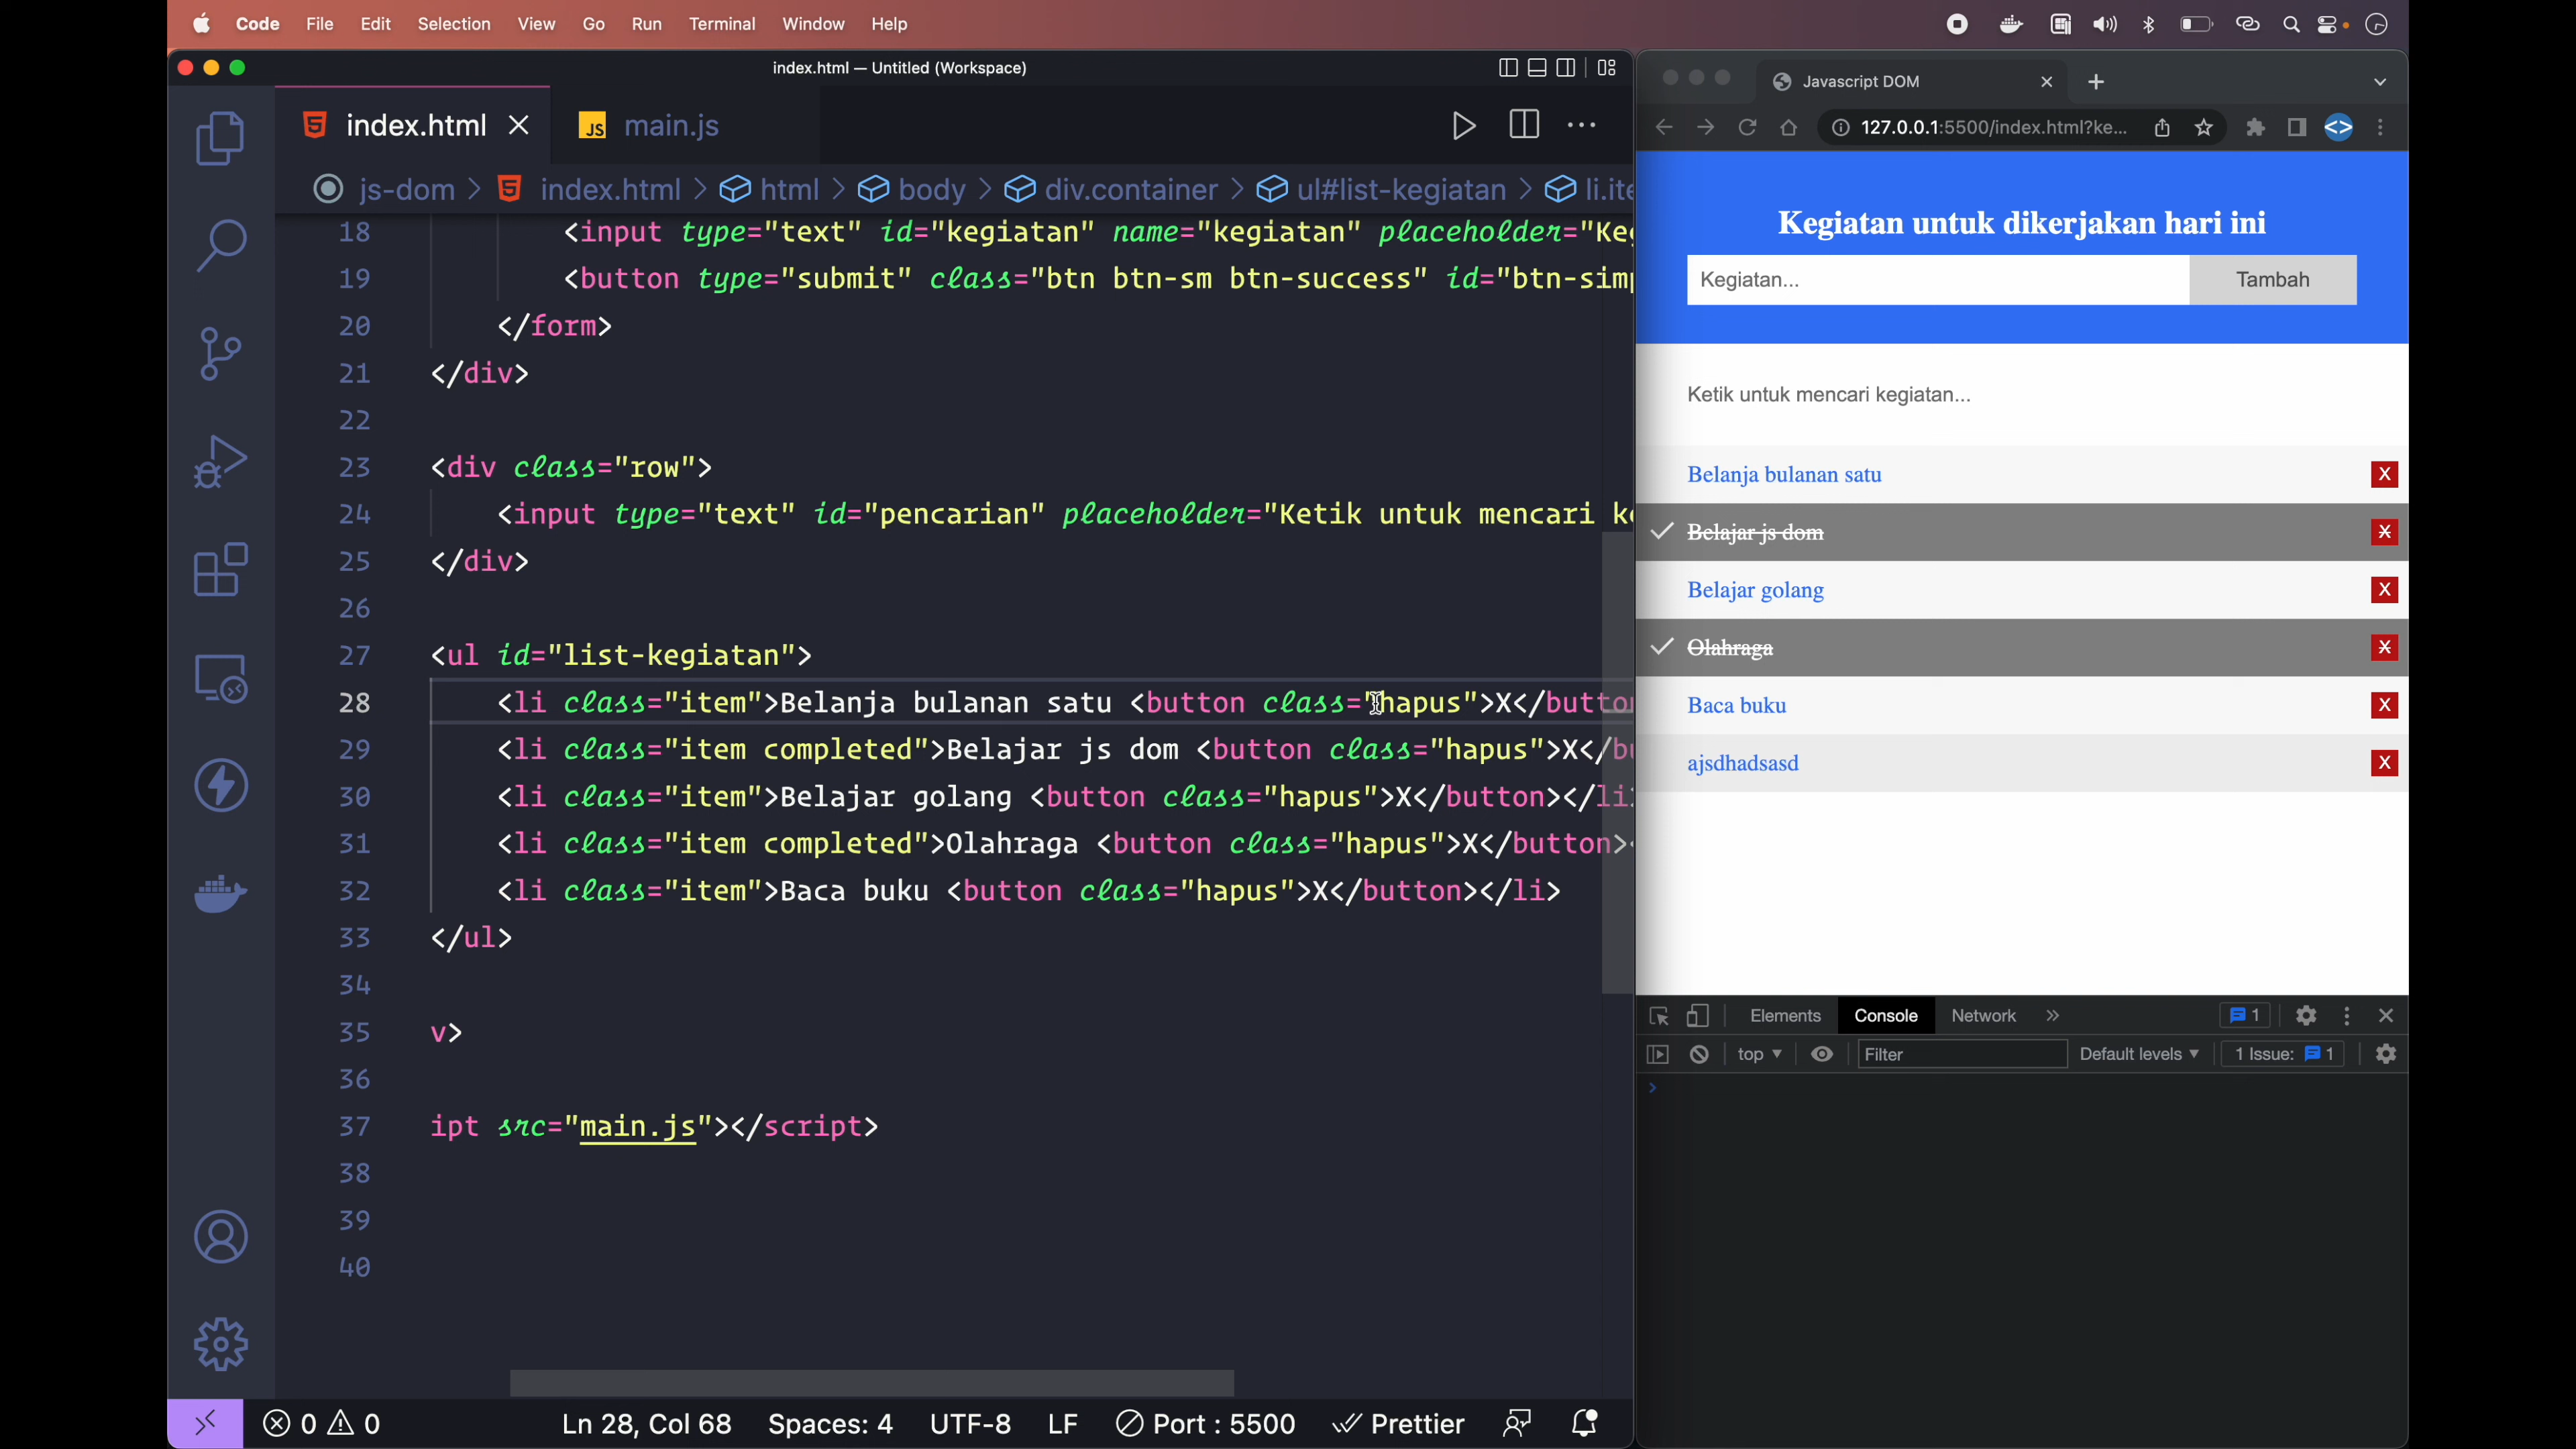 Code File Edit Selection View Go Run Terminal Window Help
index.html — Untitled (Workspace)
index.html
JS main.js
js-dom > index.html > html > body > div.container > ul#list-kegiatan > li.ite
18 <input type="text" id="kegiatan" name="kegiatan" placeholder="Keg
19 <button type="submit" class="btn btn-sm btn-success" id="btn-simp
20 </form>
21 </div>
22
23 <div class="row">
24 <input type="text" id="pencarian" placeholder="Ketik untuk mencari ke
25 </div>
26
27 <ul id="list-kegiatan">
28 <li class="item">Belanja bulanan satu <button class="hapus">X</button
29 <li class="item completed">Belajar js dom <button class="hapus">X</bu
30 <li class="item">Belajar golang <button class="hapus">X</button></li>
31 <li class="item completed">Olahraga <button class="hapus">X</button><
32 <li class="item">Baca buku <button class="hapus">X</button></li>
33 </ul>
34
35 v>
36
37 ipt src="main.js"></script>
38
39
40
0 0 Ln 28, Col 68 Spaces: 4 UTF-8 LF Port : 5500 Prettier
Javascript DOM
127.0.0.1:5500/index.html?ke...
Kegiatan untuk dikerjakan hari ini
Kegiatan... Tambah
Ketik untuk mencari kegiatan...
Belanja bulanan satu X
Belajar js dom X
Belajar golang X
Olahraga X
Baca buku X
ajsdhadsasd X
Elements Console Network » 1
top Filter Default levels 1 Issue: 1
>